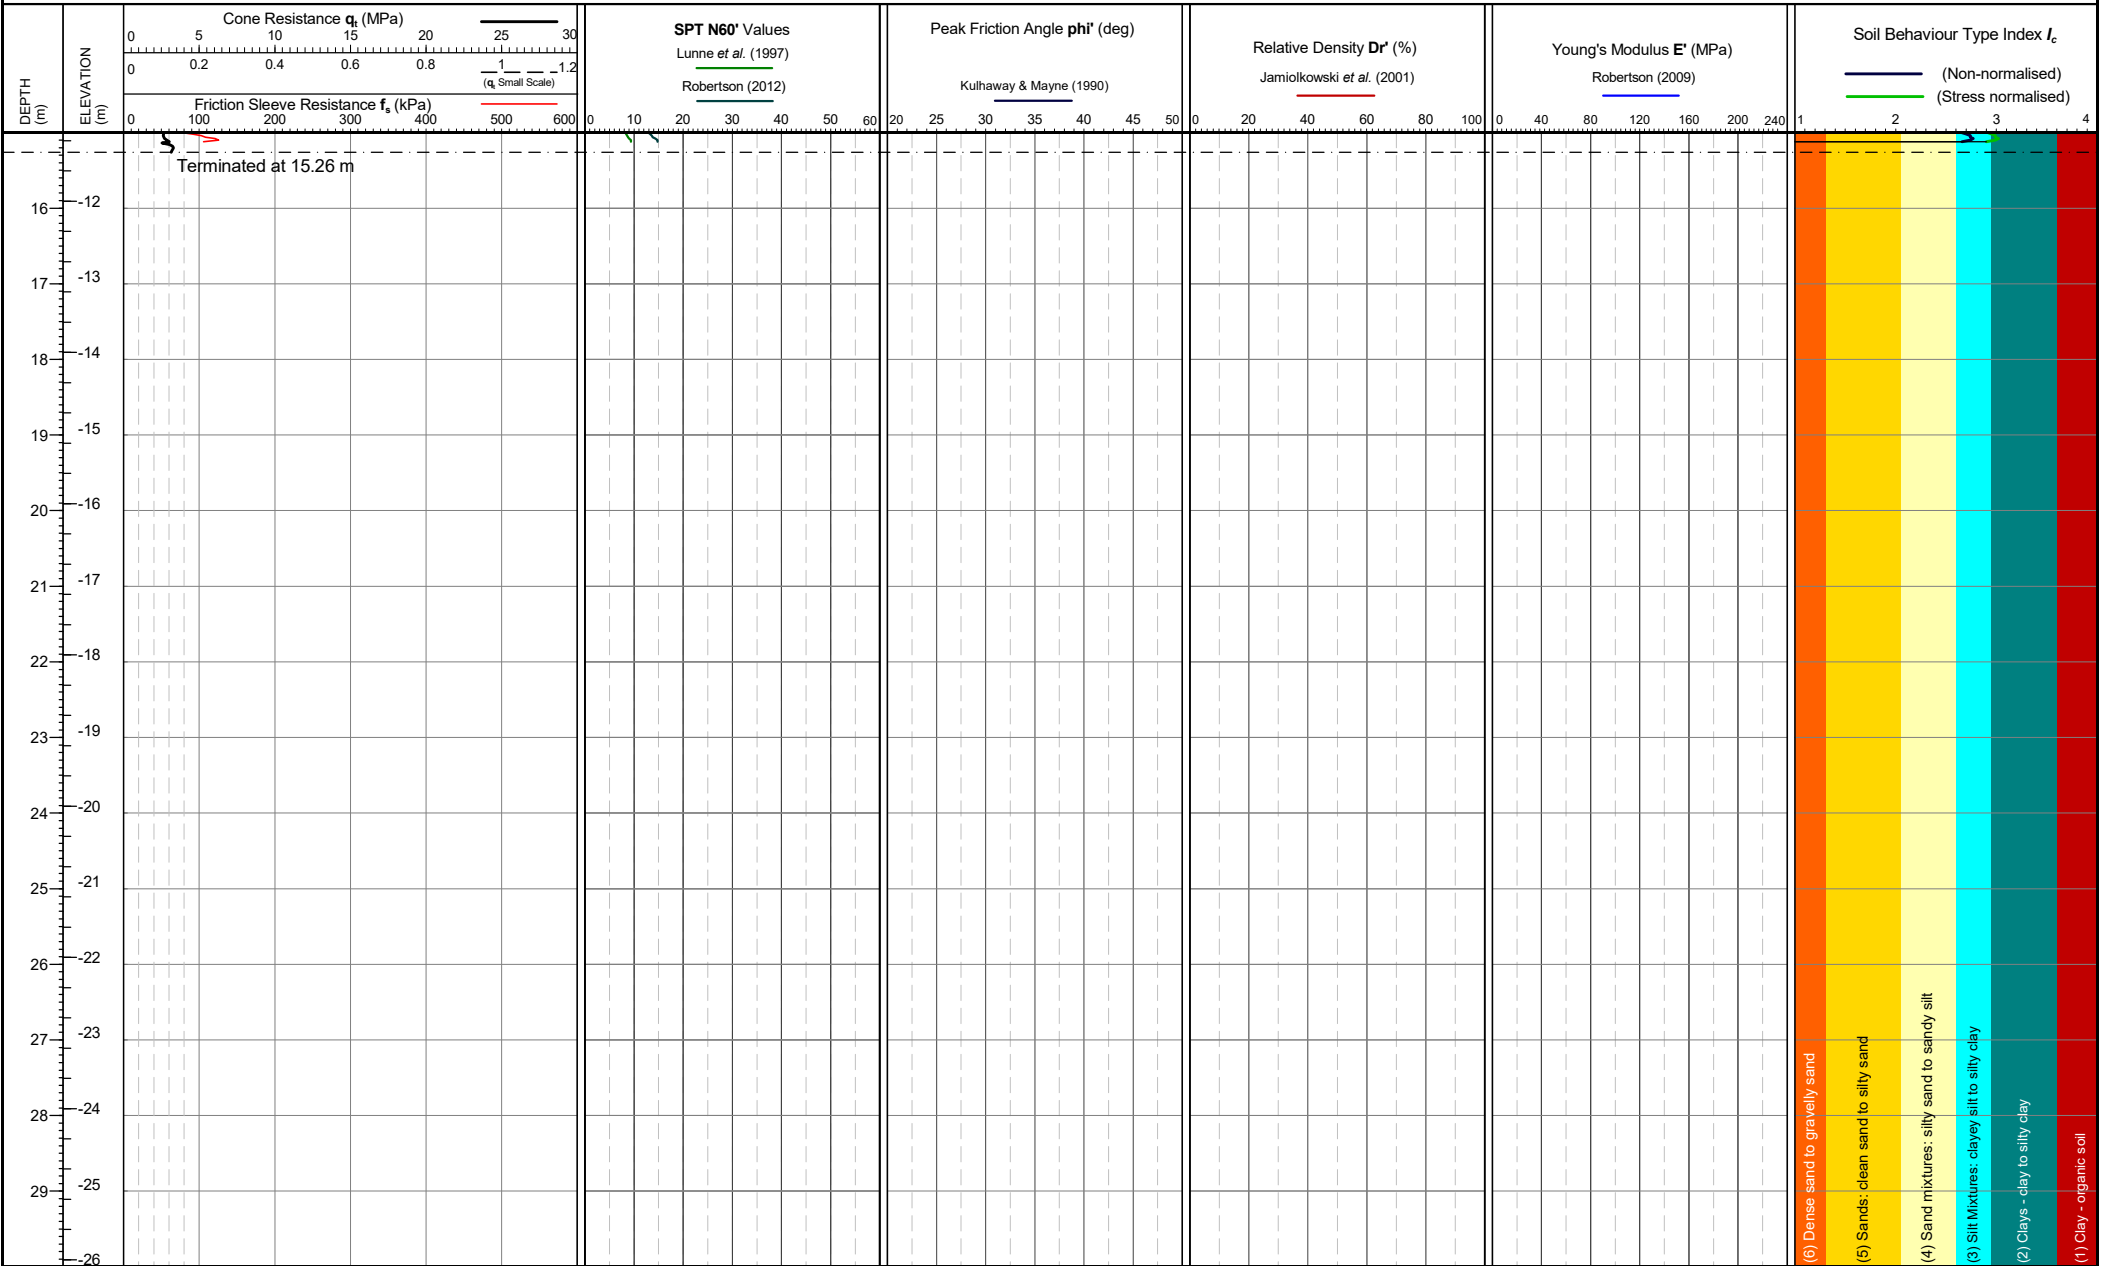 DEPTH
(m)
ELEVATION
(m)
Cone Resistance qt (MPa)
0 5 10 15 20 25 30
0 0.2 0.4 0.6 0.8 1 1.2
(qt Small Scale)
Friction Sleeve Resistance fs (kPa)
0 100 200 300 400 500 600
SPT N60' Values
Lunne et al. (1997)
Robertson (2012)
0 10 20 30 40 50 60
Peak Friction Angle phi' (deg)
Kulhaway & Mayne (1990)
20 25 30 35 40 45 50
Relative Density Dr' (%)
Jamiolkowski et al. (2001)
0 20 40 60 80 100
Young's Modulus E' (MPa)
Robertson (2009)
0 40 80 120 160 200 240
Soil Behaviour Type Index Ic
(Non-normalised)
(Stress normalised)
1 2 3 4
Terminated at 15.26 m
16 -12
17 -13
18 -14
19 -15
20 -16
21 -17
22 -18
23 -19
24 -20
25 -21
26 -22
27 -23
28 -24
29 -25
-26
(6) Dense sand to gravelly sand
(5) Sands: clean sand to silty sand
(4) Sand mixtures: silty sand to sandy silt
(3) Silt Mixtures: clayey silt to silty clay
(2) Clays - clay to silty clay
(1) Clay - organic soil